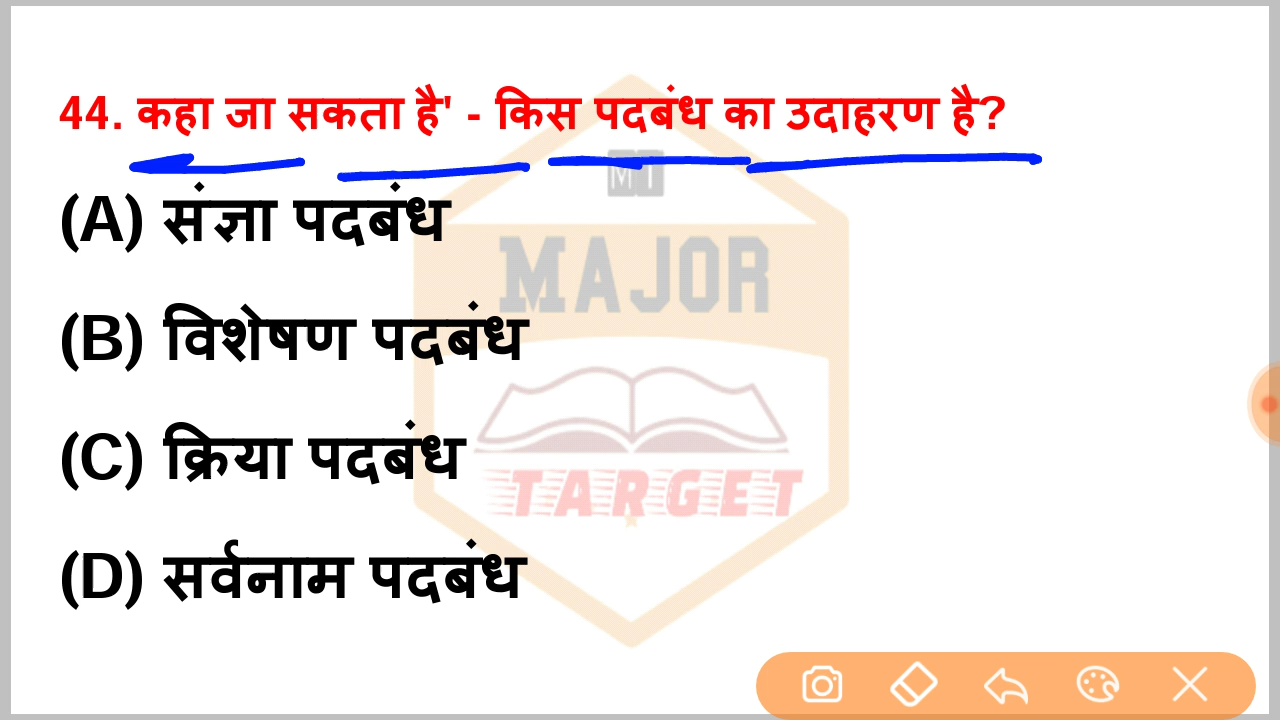 44. कहा जा सकता है' - किस पदबंध का उदाहरण है?
MT
(A) संज्ञा पदबंध
MAJOR
(B) विशेषण पदबंध
(C) क्रिया पदबंध
TARGET
(D) सर्वनाम पदबंध